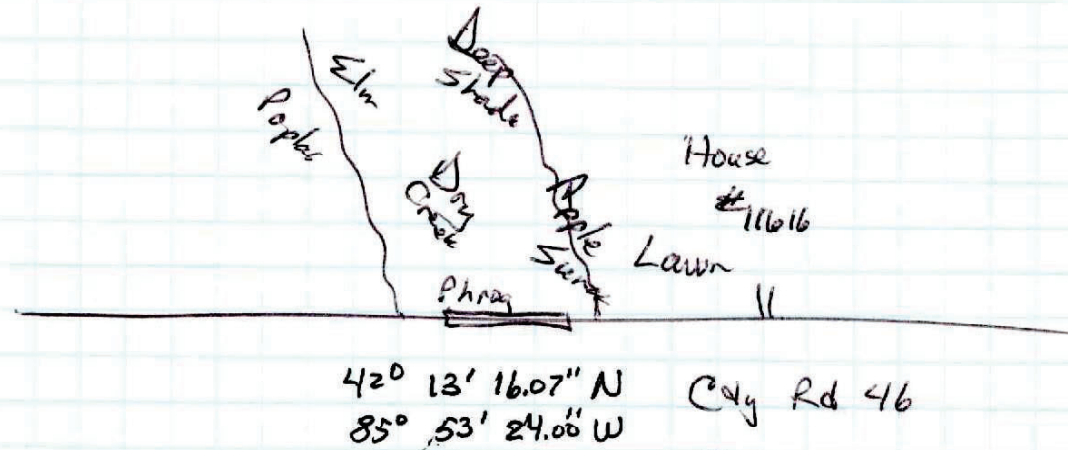 Deep
Shade
Elm
Poplar
House
# 11616
Dry
Creek
Apple
Sumac
Lawn
Phrag
42° 13' 16.07" N
85° 53' 24.00" W
Cty Rd 46